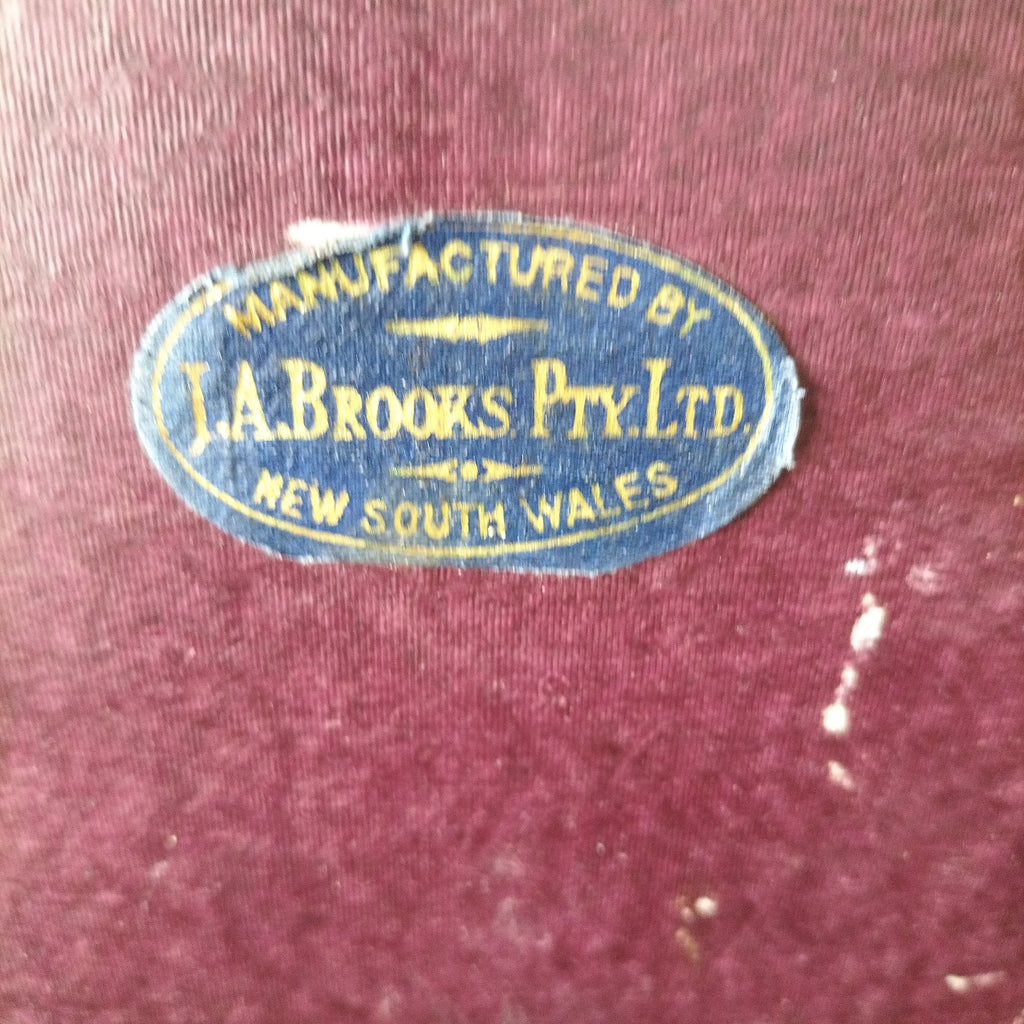 MANUFACTURED BY
J.A. BROOKS. PTY. LTD.
NEW SOUTH WALES